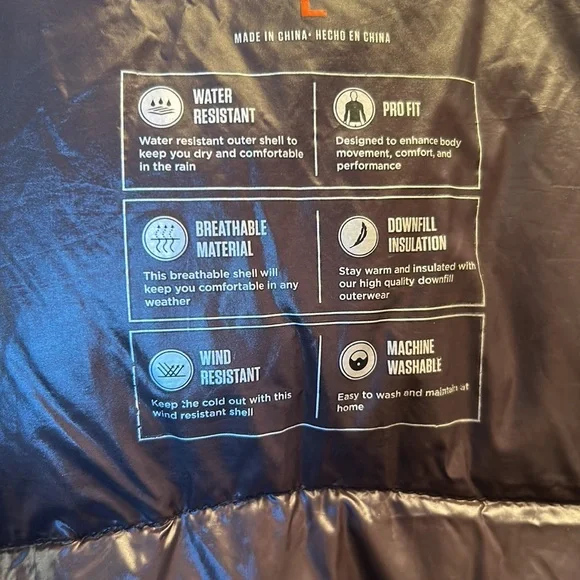 L
MADE IN CHINA • HECHO EN CHINA
WATER
RESISTANT
Water resistant outer shell to
keep you dry and comfortable
in the rain
PRO FIT
Designed to enhance body
movement, comfort, and
performance
BREATHABLE
MATERIAL
This breathable shell will
keep you comfortable in any
weather
DOWNFILL
INSULATION
Stay warm and insulated with
our high quality downfill
outerwear
WIND
RESISTANT
Keep the cold out with this
wind resistant shell
MACHINE
WASHABLE
Easy to wash and maintain at
home